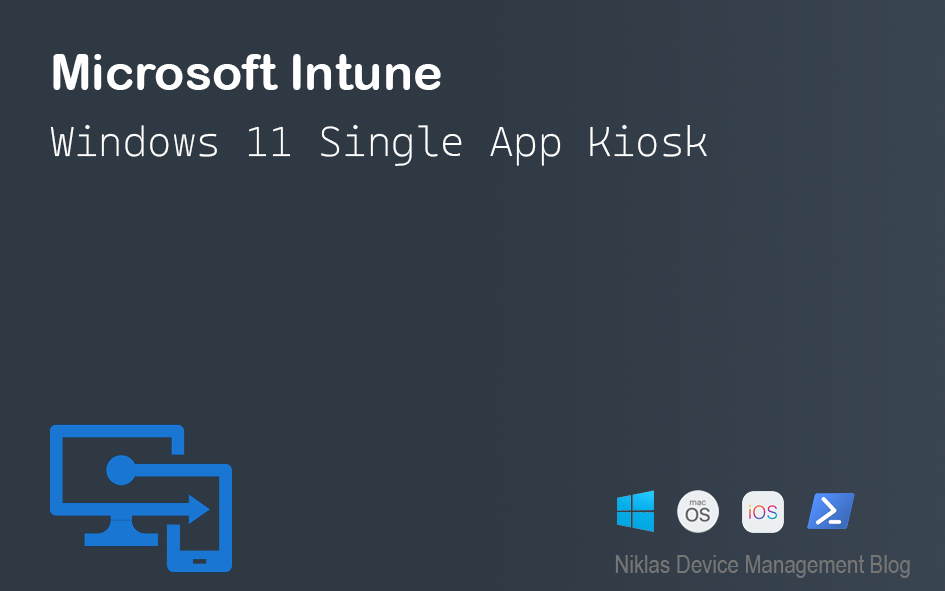 Microsoft Intune
Windows 11 Single App Kiosk
mac
OS
iOS
Niklas Device Management Blog